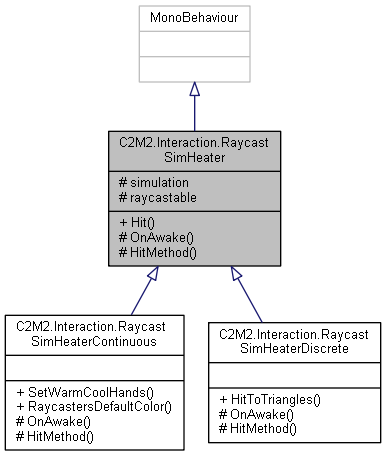 MonoBehaviour
C2M2.Interaction.Raycast
SimHeater
# simulation
# raycastable
+ Hit()
# OnAwake()
# HitMethod()
C2M2.Interaction.Raycast
SimHeaterContinuous
+ SetWarmCoolHands()
+ RaycastersDefaultColor()
# OnAwake()
# HitMethod()
C2M2.Interaction.Raycast
SimHeaterDiscrete
+ HitToTriangles()
# OnAwake()
# HitMethod()